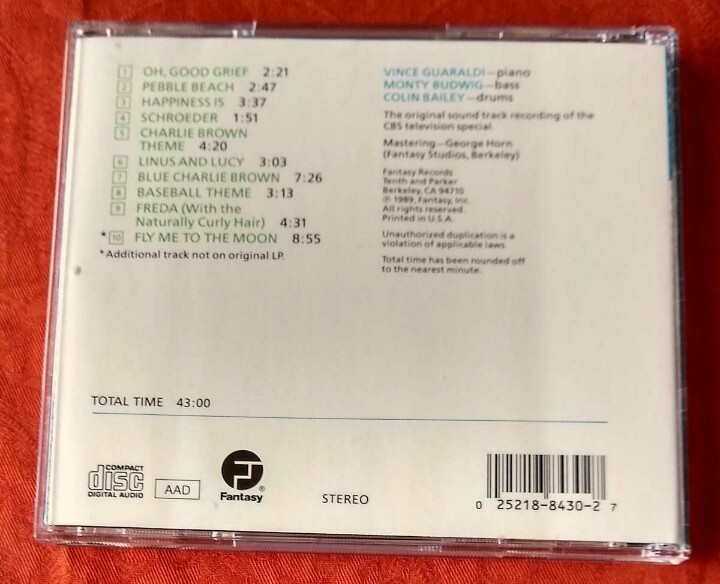 1 OH, GOOD GRIEF 2:21
2 PEBBLE BEACH 2:47
3 HAPPINESS IS 3:37
4 SCHROEDER 1:51
5 CHARLIE BROWN
THEME 4:20
6 LINUS AND LUCY 3:03
7 BLUE CHARLIE BROWN 7:26
8 BASEBALL THEME 3:13
9 FREDA (With the
Naturally Curly Hair) 4:31
*10 FLY ME TO THE MOON 8:55
*Additional track not on original LP.
VINCE GUARALDI—piano
MONTY BUDWIG—bass
COLIN BAILEY—drums
The original sound track recording of the
CBS television special.
Mastering—George Horn
(Fantasy Studios, Berkeley)
Fantasy Records
Tenth and Parker
Berkeley, CA 94710
℗ 1989, Fantasy, Inc.
All rights reserved.
Printed in U.S.A.
Unauthorized duplication is a
violation of applicable laws.
Total time has been rounded off
to the nearest minute.
TOTAL TIME 43:00
COMPACT
disc
DIGITAL AUDIO
AAD
Fantasy®
STEREO
0 25218-8430-2 7